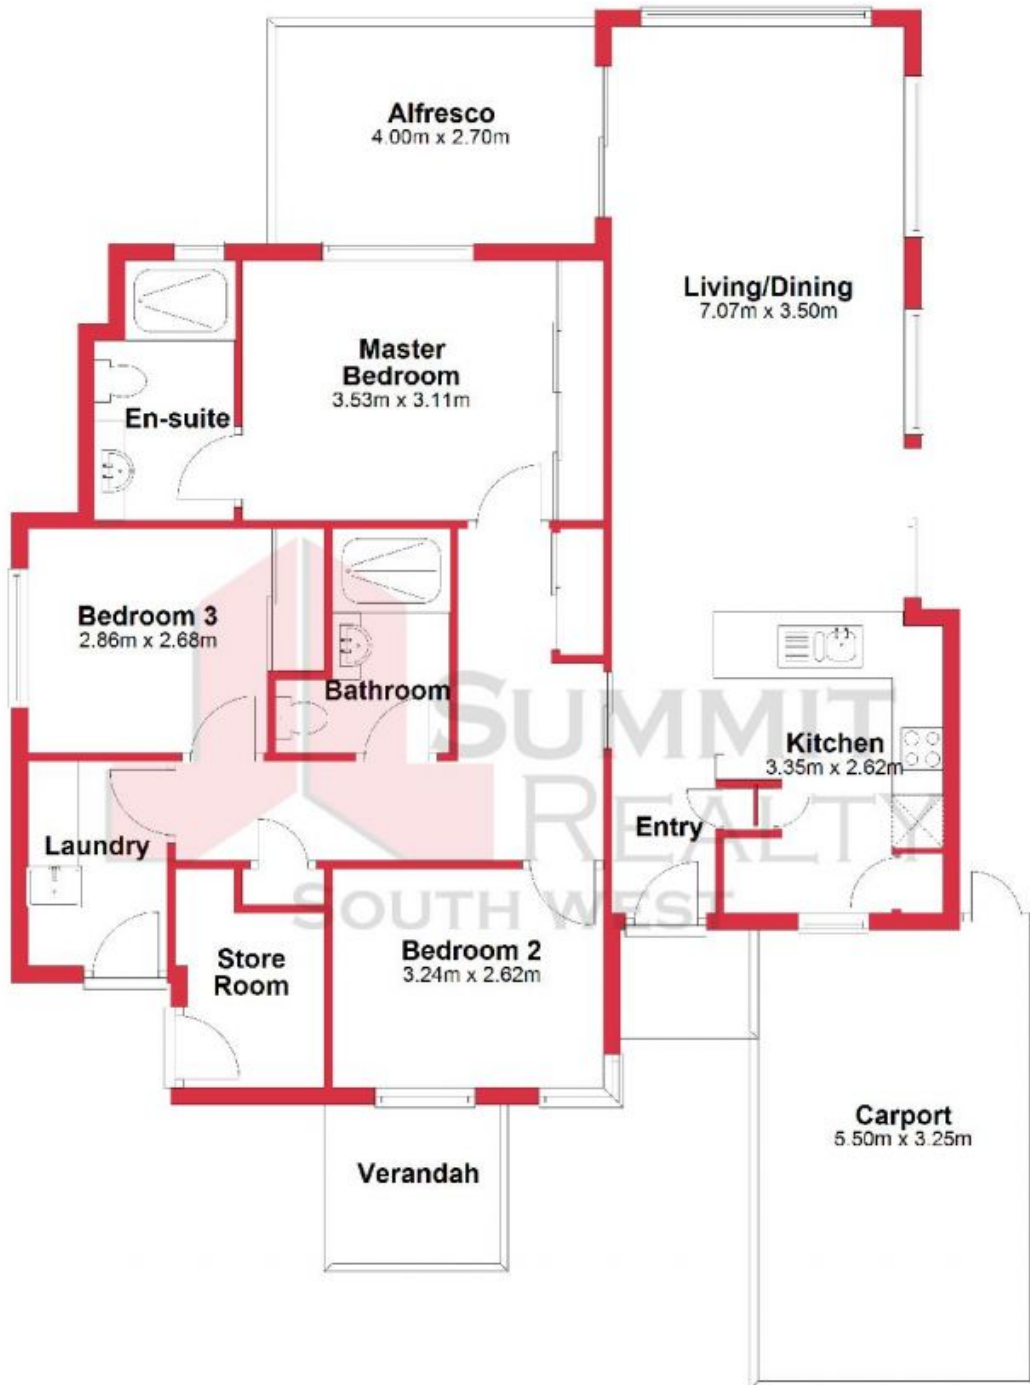 Alfresco
4.00m x 2.70m
Living/Dining
7.07m x 3.50m
Master
Bedroom
3.53m x 3.11m
En-suite
Bedroom 3
2.86m x 2.68m
Bathroom
SUMMIT
REALTY
SOUTH WEST
Kitchen
3.35m x 2.62m
Entry
Laundry
Store
Room
Bedroom 2
3.24m x 2.62m
Carport
5.50m x 3.25m
Verandah